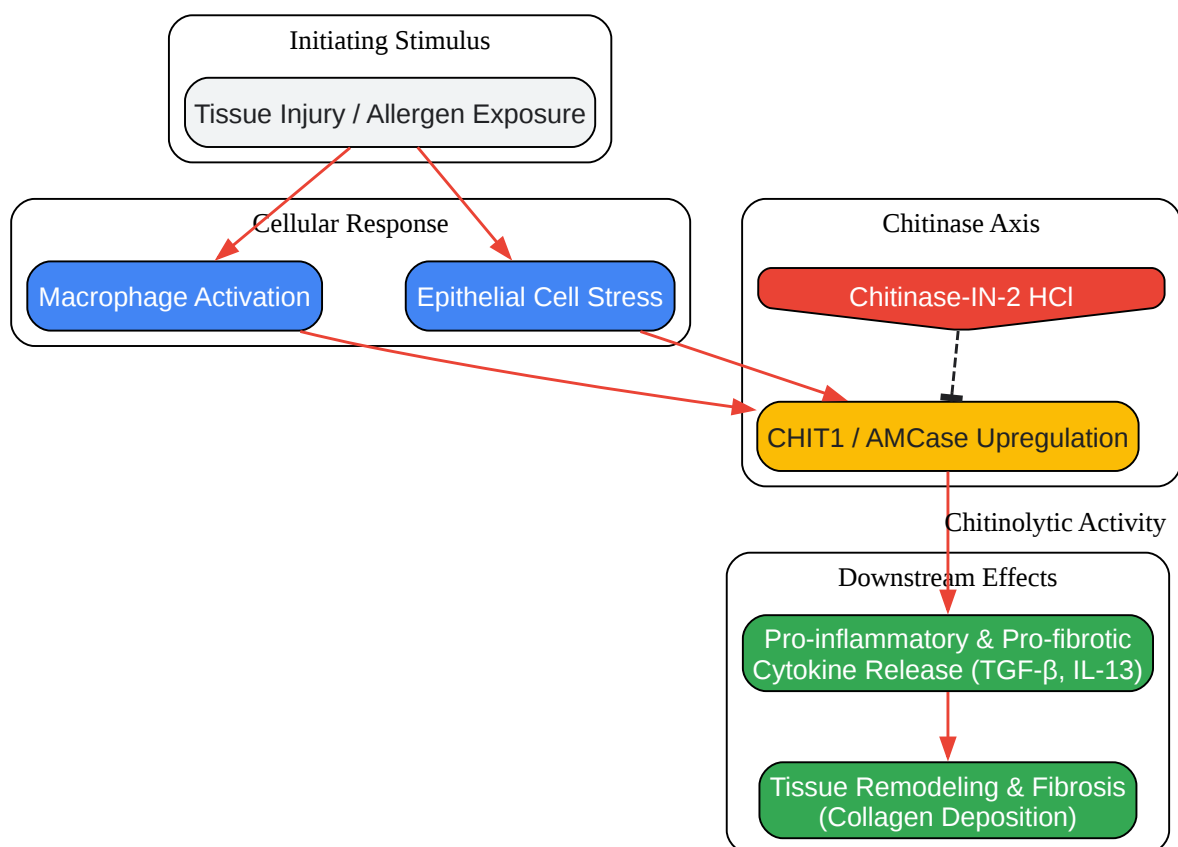 Initiating Stimulus
Tissue Injury / Allergen Exposure
Cellular Response
Macrophage Activation
Epithelial Cell Stress
Chitinase Axis
Chitinase-IN-2 HCl
CHIT1 / AMCase Upregulation
Chitinolytic Activity
Downstream Effects
Pro-inflammatory & Pro-fibrotic
Cytokine Release (TGF-β, IL-13)
Tissue Remodeling & Fibrosis
(Collagen Deposition)